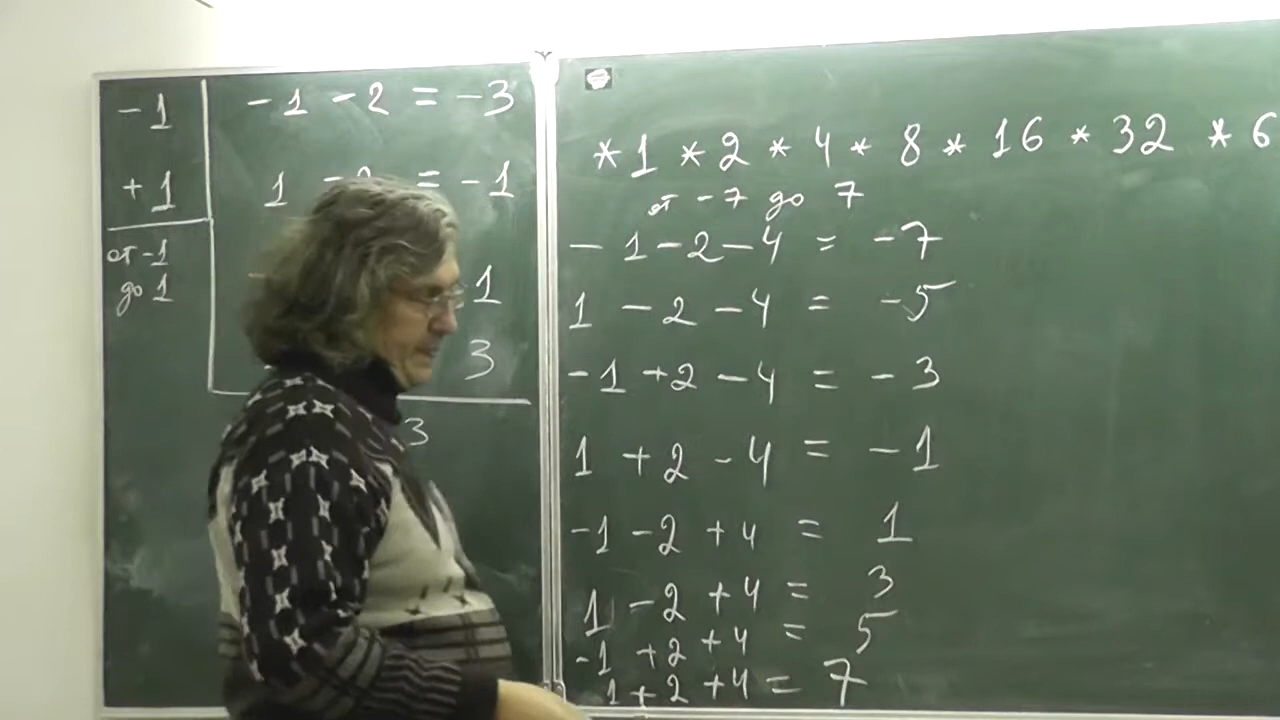 -1
+1
от -1
до 1
-1 -2 = -3
1 -2 = -1
1
3
3
*1 *2 * 4 * 8 * 16 * 32 * 6
от -7 до 7
- 1 - 2 - 4 = -7
1 - 2 - 4 = -5
-1 +2 - 4 = - 3
1 + 2 - 4 = - 1
-1 - 2 + 4 = 1
1 - 2 + 4 = 3
-1 + 2 + 4 = 5
1 + 2 + 4 = 7